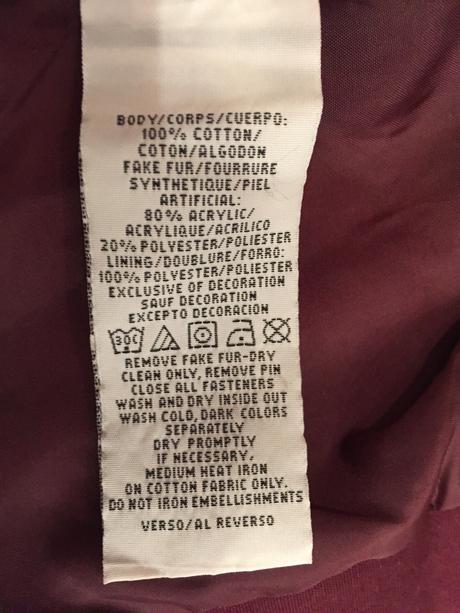 BODY/CORPS/CUERPO:
100% COTTON/
COTON/ALGODON
FAKE FUR/FOURRURE
SYNTHETIQUE/PIEL
ARTIFICIAL:
80% ACRYLIC/
ACRYLIQUE/ACRILICO
20% POLYESTER/POLIESTER
LINING/DOUBLURE/FORRO:
100% POLYESTER/POLIESTER
EXCLUSIVE OF DECORATION
SAUF DECORATION
EXCEPTO DECORACION
30C
REMOVE FAKE FUR-DRY
CLEAN ONLY, REMOVE PIN
CLOSE ALL FASTENERS
WASH AND DRY INSIDE OUT
WASH COLD, DARK COLORS
SEPARATELY
DRY PROMPTLY
IF NECESSARY,
MEDIUM HEAT IRON
ON COTTON FABRIC ONLY.
DO NOT IRON EMBELLISHMENTS
VERSO/AL REVERSO